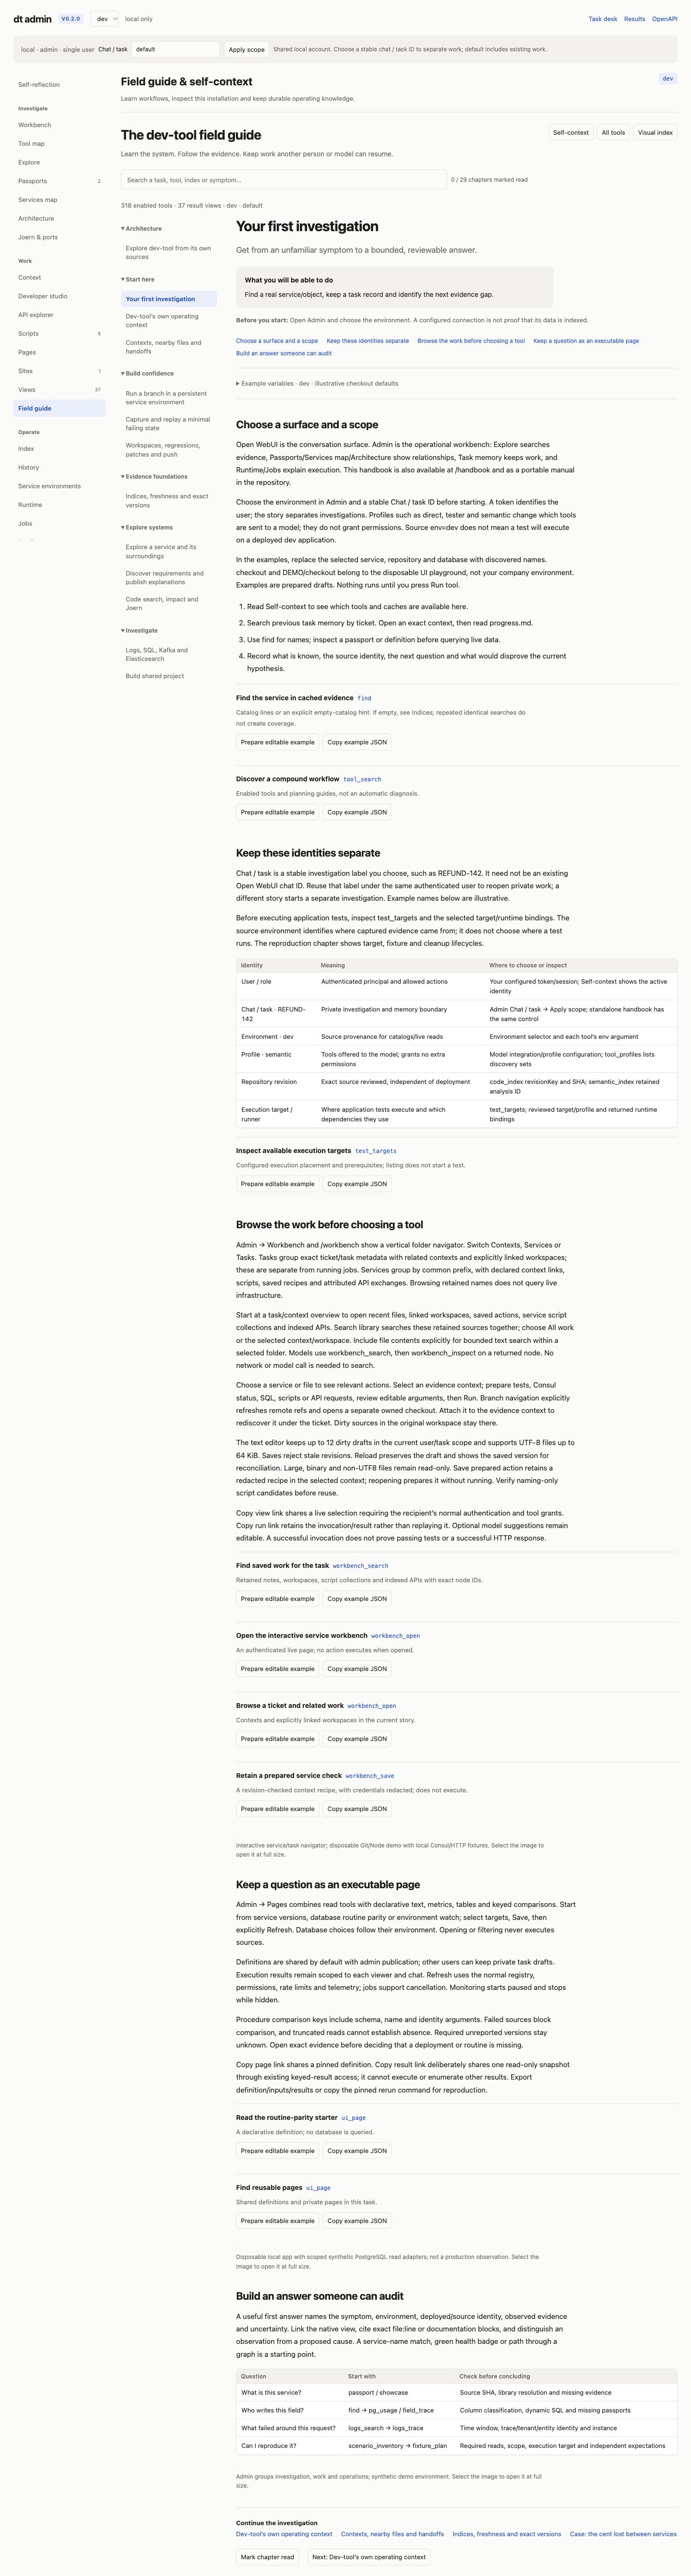 dt admin V0.2.0 dev local only Task desk Results OpenAPI
local · admin · single user Chat / task default Apply scope Shared local account. Choose a stable chat / task ID to separate work; default includes existing work.
Self-reflection
Investigate
Workbench
Tool map
Explore
Passports 2
Services map
Architecture
Joern & ports
Work
Context
Developer studio
API explorer
Scripts 6
Pages
Sites 1
Views 37
Field guide
Operate
Index
History
Service environments
Runtime
Jobs
Field guide & self-context dev
Learn workflows, inspect this installation and keep durable operating knowledge.
The dev-tool field guide Self-context All tools Visual index
Learn the system. Follow the evidence. Keep work another person or model can resume.
Search a task, tool, index or symptom... 0 / 29 chapters marked read
318 enabled tools · 37 result views · dev · default
Architecture
Explore dev-tool from its own
sources
Start here
Your first investigation
Dev-tool's own operating
context
Contexts, nearby files and
handoffs
Build confidence
Run a branch in a persistent
service environment
Capture and replay a minimal
failing state
Workspaces, regressions,
patches and push
Evidence foundations
Indices, freshness and exact
versions
Explore systems
Explore a service and its
surroundings
Discover requirements and
publish explanations
Code search, impact and
Joern
Investigate
Logs, SQL, Kafka and
Elasticsearch
Build shared project
Your first investigation
Get from an unfamiliar symptom to a bounded, reviewable answer.
What you will be able to do
Find a real service/object, keep a task record and identify the next evidence gap.
Before you start: Open Admin and choose the environment. A configured connection is not proof that its data is indexed.
Choose a surface and a scope Keep these identities separate Browse the work before choosing a tool Keep a question as an executable page
Build an answer someone can audit
Example variables · dev · illustrative checkout defaults
Choose a surface and a scope
Open WebUI is the conversation surface. Admin is the operational workbench: Explore searches
evidence, Passports/Services map/Architecture show relationships, Task memory keeps work, and
Runtime/Jobs explain execution. This handbook is also available at /handbook and as a portable manual
in the repository.
Choose the environment in Admin and a stable Chat / task ID before starting. A token identifies the
user; the story separates investigations. Profiles such as direct, tester and semantic change which tools
are sent to a model; they do not grant permissions. Source env=dev does not mean a test will execute
on a deployed dev application.
In the examples, replace the selected service, repository and database with discovered names.
checkout and DEMO/checkout belong to the disposable UI playground, not your company environment.
Examples are prepared drafts. Nothing runs until you press Run tool.
1. Read Self-context to see which tools and caches are available here.
2. Search previous task memory by ticket. Open an exact context, then read progress.md.
3. Use find for names; inspect a passport or definition before querying live data.
4. Record what is known, the source identity, the next question and what would disprove the current
hypothesis.
Find the service in cached evidence find
Catalog lines or an explicit empty-catalog hint. If empty, see Indices; repeated identical searches do
not create coverage.
Prepare editable example Copy example JSON
Discover a compound workflow tool_search
Enabled tools and planning guides, not an automatic diagnosis.
Prepare editable example Copy example JSON
Keep these identities separate
Chat / task is a stable investigation label you choose, such as REFUND-142. It need not be an existing
Open WebUI chat ID. Reuse that label under the same authenticated user to reopen private work; a
different story starts a separate investigation. Example names below are illustrative.
Before executing application tests, inspect test_targets and the selected target/runtime bindings. The
source environment identifies where captured evidence came from; it does not choose where a test
runs. The reproduction chapter shows target, fixture and cleanup lifecycles.
Identity Meaning Where to choose or inspect
User / role Authenticated principal and allowed actions Your configured token/session; Self-context shows the active
identity
Chat / task · REFUND-
142 Private investigation and memory boundary Admin Chat / task → Apply scope; standalone handbook has
the same control
Environment · dev Source provenance for catalogs/live reads Environment selector and each tool's env argument
Profile · semantic Tools offered to the model; grants no extra
permissions Model integration/profile configuration; tool_profiles lists
discovery sets
Repository revision Exact source reviewed, independent of deployment code_index revisionKey and SHA; semantic_index retained
analysis ID
Execution target /
runner Where application tests execute and which
dependencies they use test_targets; reviewed target/profile and returned runtime
bindings
Inspect available execution targets test_targets
Configured execution placement and prerequisites; listing does not start a test.
Prepare editable example Copy example JSON
Browse the work before choosing a tool
Admin → Workbench and /workbench show a vertical folder navigator. Switch Contexts, Services or
Tasks. Tasks group exact ticket/task metadata with related contexts and explicitly linked workspaces;
these are separate from running jobs. Services group by common prefix, with declared context links,
scripts, saved recipes and attributed API exchanges. Browsing retained names does not query live
infrastructure.
Start at a task/context overview to open recent files, linked workspaces, saved actions, service script
collections and indexed APIs. Search library searches these retained sources together; choose All work
or the selected context/workspace. Include file contents explicitly for bounded text search within a
selected folder. Models use workbench_search, then workbench_inspect on a returned node. No
network or model call is needed to search.
Choose a service or file to see relevant actions. Select an evidence context; prepare tests, Consul
status, SQL, scripts or API requests, review editable arguments, then Run. Branch navigation explicitly
refreshes remote refs and opens a separate owned checkout. Attach it to the evidence context to
rediscover it under the ticket. Dirty sources in the original workspace stay there.
The text editor keeps up to 12 dirty drafts in the current user/task scope and supports UTF-8 files up to
64 KiB. Saves reject stale revisions. Reload preserves the draft and shows the saved version for
reconciliation. Large, binary and non-UTF8 files remain read-only. Save prepared action retains a
redacted recipe in the selected context; reopening prepares it without running. Verify naming-only
script candidates before reuse.
Copy view link shares a live selection requiring the recipient's normal authentication and tool grants.
Copy run link retains the invocation/result rather than replaying it. Optional model suggestions remain
editable. A successful invocation does not prove passing tests or a successful HTTP response.
Find saved work for the task workbench_search
Retained notes, workspaces, script collections and indexed APIs with exact node IDs.
Prepare editable example Copy example JSON
Open the interactive service workbench workbench_open
An authenticated live page; no action executes when opened.
Prepare editable example Copy example JSON
Browse a ticket and related work workbench_open
Contexts and explicitly linked workspaces in the current story.
Prepare editable example Copy example JSON
Retain a prepared service check workbench_save
A revision-checked context recipe, with credentials redacted; does not execute.
Prepare editable example Copy example JSON
Interactive service/task navigator; disposable Git/Node demo with local Consul/HTTP fixtures. Select the image to
open it at full size.
Keep a question as an executable page
Admin → Pages combines read tools with declarative text, metrics, tables and keyed comparisons. Start
from service versions, database routine parity or environment watch; select targets, Save, then
explicitly Refresh. Database choices follow their environment. Opening or filtering never executes
sources.
Definitions are shared by default with admin publication; other users can keep private task drafts.
Execution results remain scoped to each viewer and chat. Refresh uses the normal registry,
permissions, rate limits and telemetry; jobs support cancellation. Monitoring starts paused and stops
while hidden.
Procedure comparison keys include schema, name and identity arguments. Failed sources block
comparison, and truncated reads cannot establish absence. Required unreported versions stay
unknown. Open exact evidence before deciding that a deployment or routine is missing.
Copy page link shares a pinned definition. Copy result link deliberately shares one read-only snapshot
through existing keyed-result access; it cannot execute or enumerate other results. Export
definition/inputs/results or copy the pinned rerun command for reproduction.
Read the routine-parity starter ui_page
A declarative definition; no database is queried.
Prepare editable example Copy example JSON
Find reusable pages ui_page
Shared definitions and private pages in this task.
Prepare editable example Copy example JSON
Disposable local app with scoped synthetic PostgreSQL read adapters; not a production observation. Select the
image to open it at full size.
Build an answer someone can audit
A useful first answer names the symptom, environment, deployed/source identity, observed evidence
and uncertainty. Link the native view, cite exact file:line or documentation blocks, and distinguish an
observation from a proposed cause. A service-name match, green health badge or path through a
graph is a starting point.
Question Start with Check before concluding
What is this service? passport / showcase Source SHA, library resolution and missing evidence
Who writes this field? find → pg_usage / field_trace Column classification, dynamic SQL and missing passports
What failed around this request? logs_search → logs_trace Time window, trace/tenant/entity identity and instance
Can I reproduce it? scenario_inventory → fixture_plan Required reads, scope, execution target and independent expectations
Admin groups investigation, work and operations; synthetic demo environment. Select the image to open it at full
size.
Continue the investigation
Dev-tool's own operating context Contexts, nearby files and handoffs Indices, freshness and exact versions Case: the cent lost between services
Mark chapter read Next: Dev-tool's own operating context